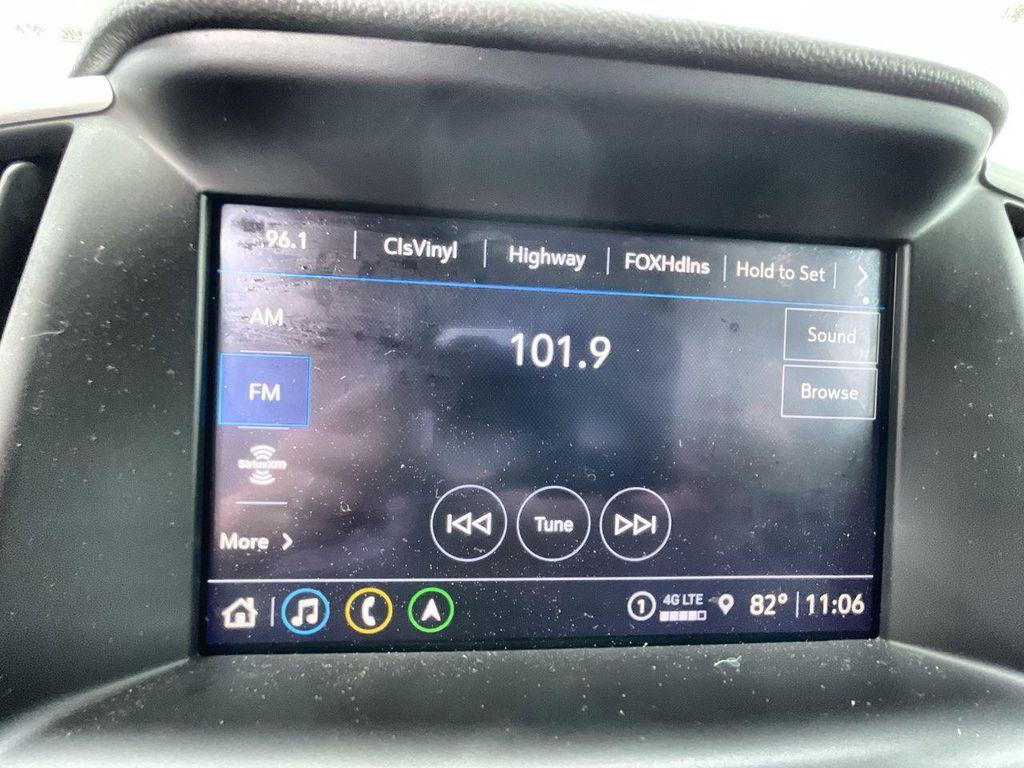 96.1 ClsVinyl Highway FOXHdlns Hold to Set
AM
101.9
Sound
FM
Browse
SiriusXM
Tune
More
1 4G LTE 82° 11:06